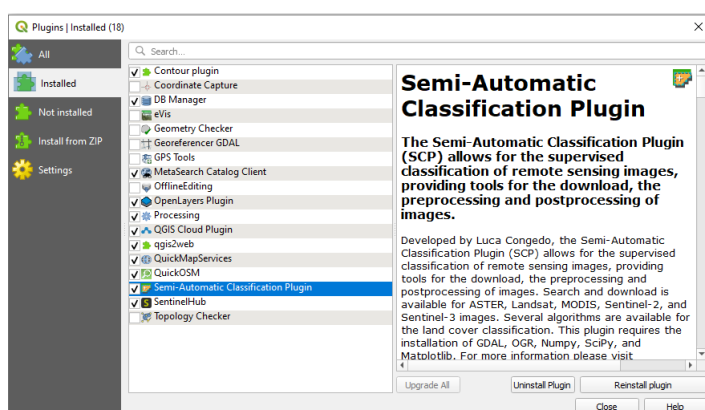 Plugins | Installed (18)
All
Installed
Not installed
Install from ZIP
Settings
Search...
Contour plugin
Coordinate Capture
DB Manager
eVis
Geometry Checker
Georeferencer GDAL
GPS Tools
MetaSearch Catalog Client
OfflineEditing
OpenLayers Plugin
Processing
QGIS Cloud Plugin
qgis2web
QuickMapServices
QuickOSM
Semi-Automatic Classification Plugin
SentinelHub
Topology Checker
Semi-Automatic
Classification Plugin
The Semi-Automatic Classification Plugin
(SCP) allows for the supervised
classification of remote sensing images,
providing tools for the download, the
preprocessing and postprocessing of
images.
Developed by Luca Congedo, the Semi-Automatic
Classification Plugin (SCP) allows for the supervised
classification of remote sensing images, providing
tools for the download, the preprocessing and
postprocessing of images. Search and download is
available for ASTER, Landsat, MODIS, Sentinel-2, and
Sentinel-3 images. Several algorithms are available for
the land cover classification. This plugin requires the
installation of GDAL, OGR, Numpy, SciPy, and
Matplotlib. For more information please visit
Upgrade All
Uninstall Plugin
Reinstall plugin
Close
Help